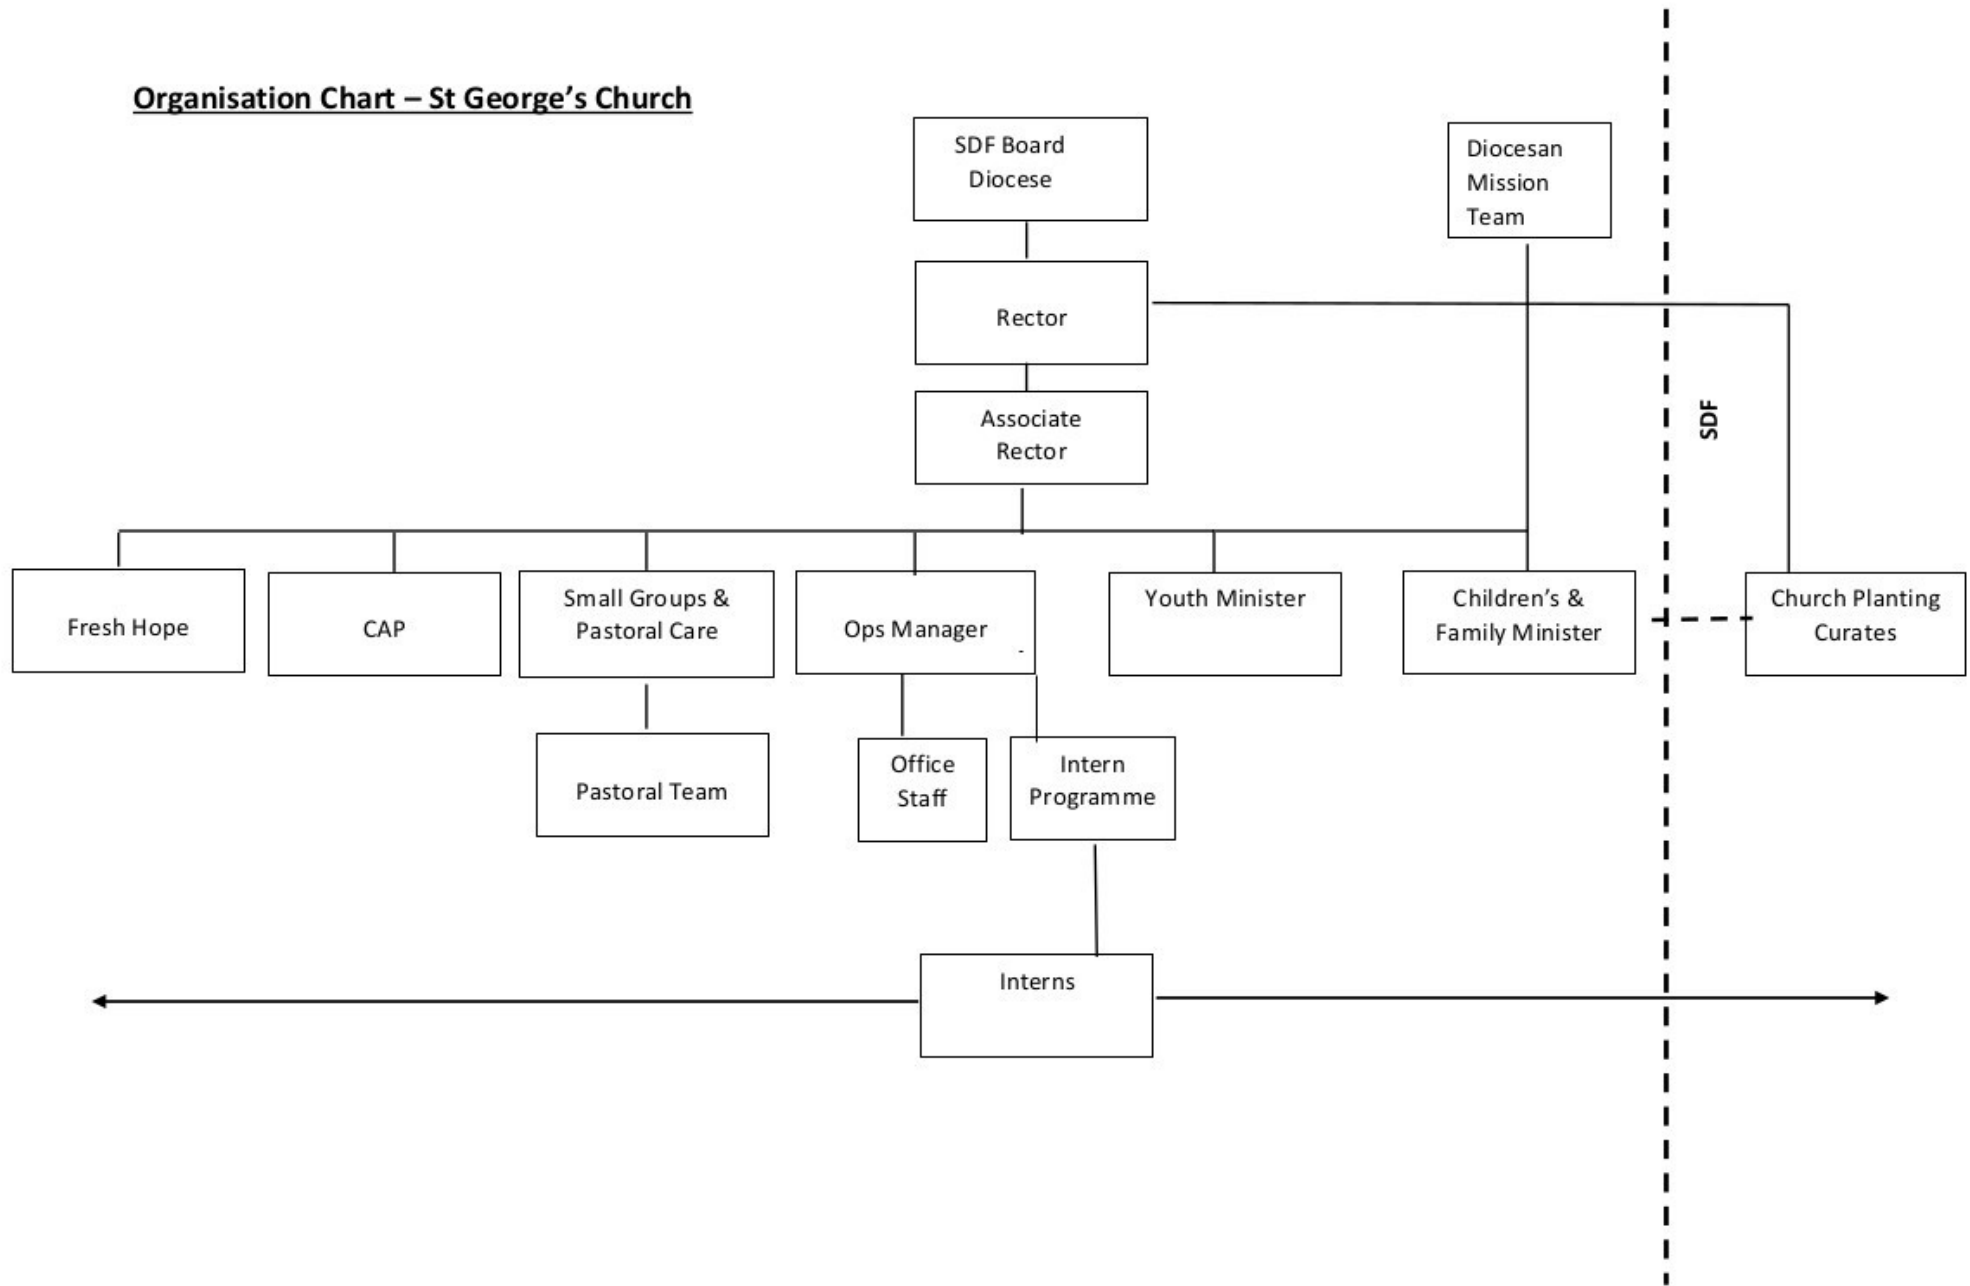 Organisation Chart – St George’s Church
SDF Board
Diocese
Diocesan
Mission
Team
Rector
Associate
Rector
SDF
Fresh Hope
CAP
Small Groups &
Pastoral Care
Ops Manager
-
Youth Minister
Children’s &
Family Minister
Church Planting
Curates
Pastoral Team
Office
Staff
Intern
Programme
Interns